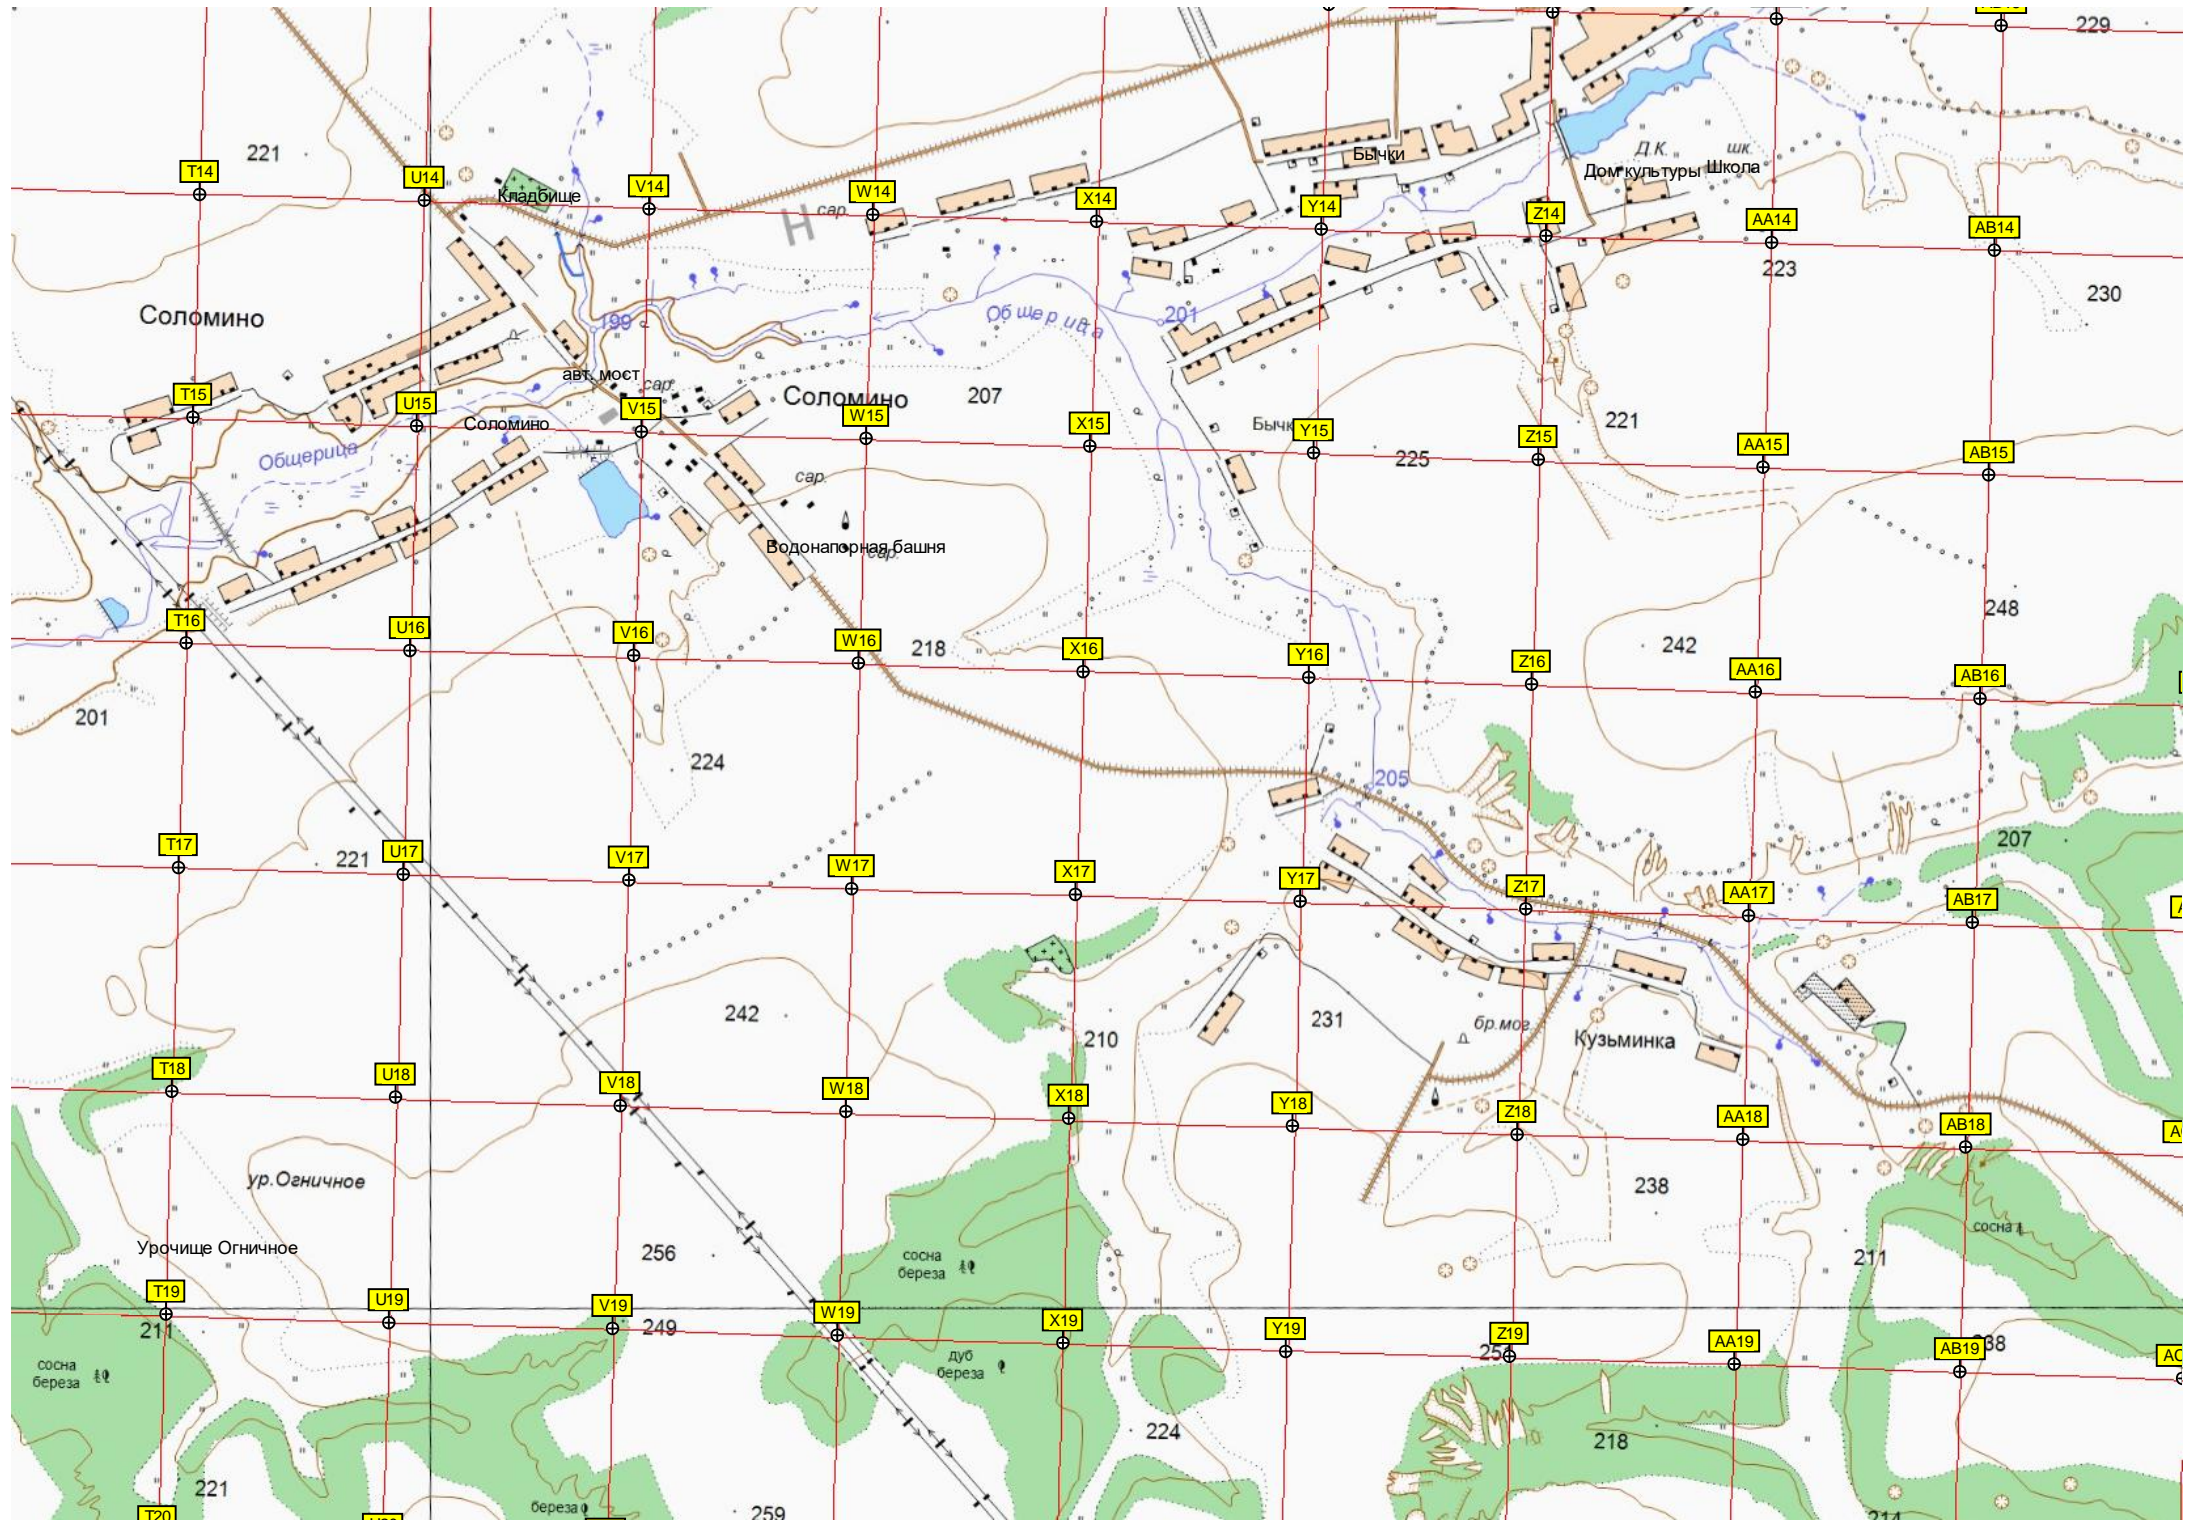 229
221
T14
U14
Кладбище
V14
сар.
W14
X14
Бычки
Y14
Д.К.
шк.
Дом культуры
Школа
Z14
AA14
AB14
223
230
Соломино
199
Общерица
201
авт. мост
сар.
Соломино
207
T15
U15
V15
W15
X15
Y15
Z15
AA15
AB15
221
225
Соломино
Общерица
сар.
Водонапорная башня
сар.
248
T16
U16
V16
W16
218
X16
Y16
Z16
242
AA16
AB16
201
224
205
207
T17
221
U17
V17
W17
X17
Y17
Z17
AA17
AB17
242
210
231
бр.мог.
Кузьминка
T18
U18
V18
W18
X18
Y18
Z18
AA18
AB18
ур.Огничное
238
сосна
Урочище Огничное
256
сосна
береза
211
T19
U19
V19
W19
X19
Y19
Z19
AA19
AB19
211
249
сосна
береза
дуб
береза
224
218
221
береза
259
T20
214